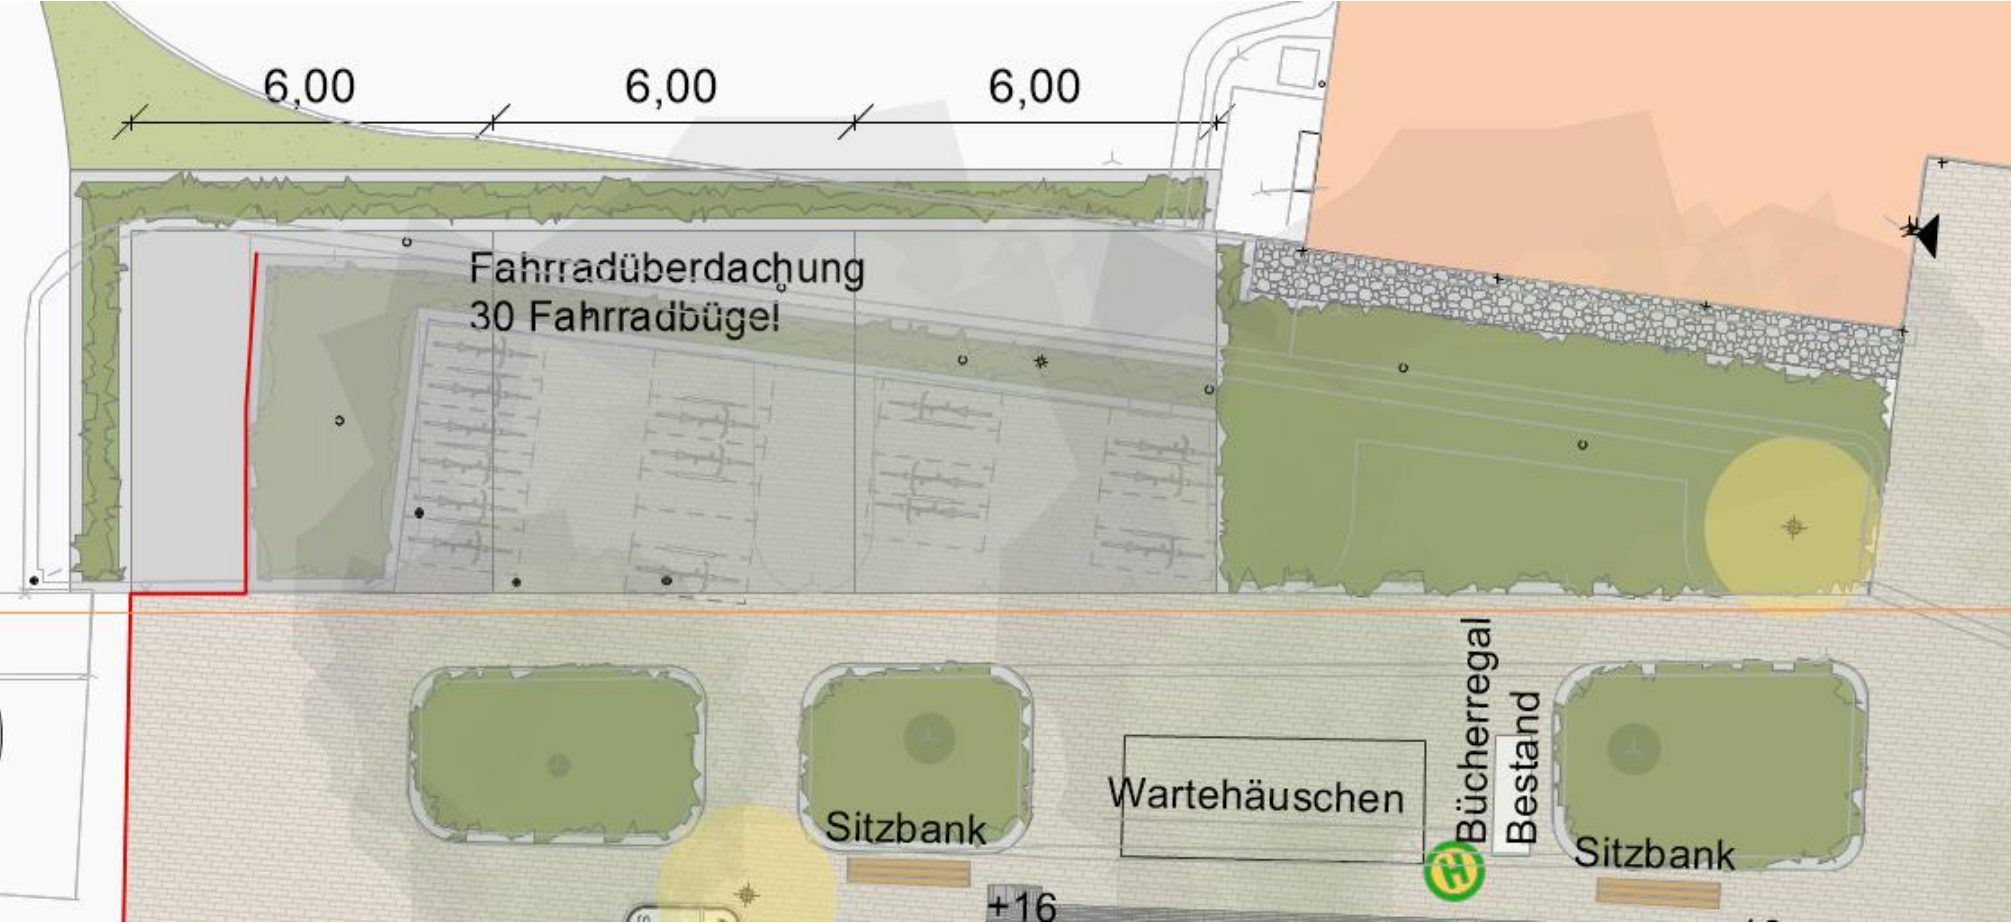 6,00
6,00
6,00
Fahrradüberdachung
30 Fahrradbügel
Wartehäuschen
Bücherregal
Bestand
Sitzbank
Sitzbank
H
+16